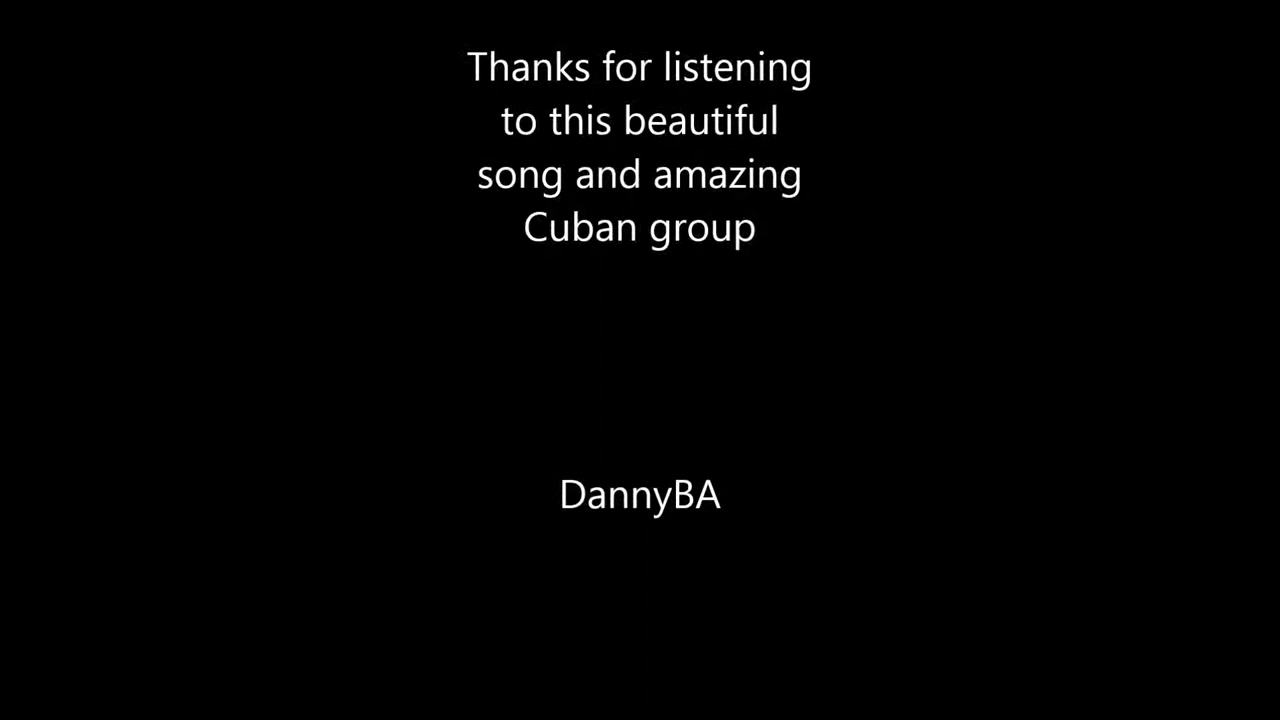 Thanks for listening
to this beautiful
song and amazing
Cuban group
DannyBA